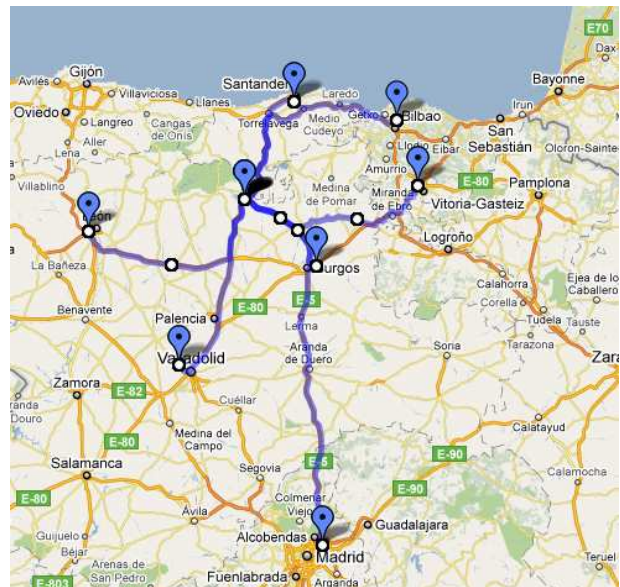 E70
Dax
Gijón
Avilés
Villaviciosa
Santander
Bayonne
Oviedo
Langreo
Llanes
Laredo
Getxo
Bilbao
Irun
Torrelavega
Medio
Cudeyo
San
Sebastián
Cangas
de Onís
Aller
Lena
Llodio
Eibar
Amurrio
Oloron-Sainte
Villablino
Medina
de Pomar
Miranda
de Ebro
E-80
Pamplona
Vitoria-Gasteiz
León
Logroño
La Bañeza
Burgos
Calahorra
Ejea de los
Caballeros
E-5
Corella
Benavente
E-80
Palencia
Lerma
Tudela
Tauste
Aranda
de Duero
Soria
Tarazona
Valladolid
Zara
Zamora
E-82
Cuéllar
E-80
Medina del
Campo
Calatayud
Segovia
Salamanca
E-5
E-90
Calamocha
E-80
Colmenar
Viejo
E-90
Ávila
Guadalajara
Teruel
Guijuelo
Alcobendas
Béjar
Madrid
Arenas de
San Pedro
E-803
Fuenlabrada
Arganda